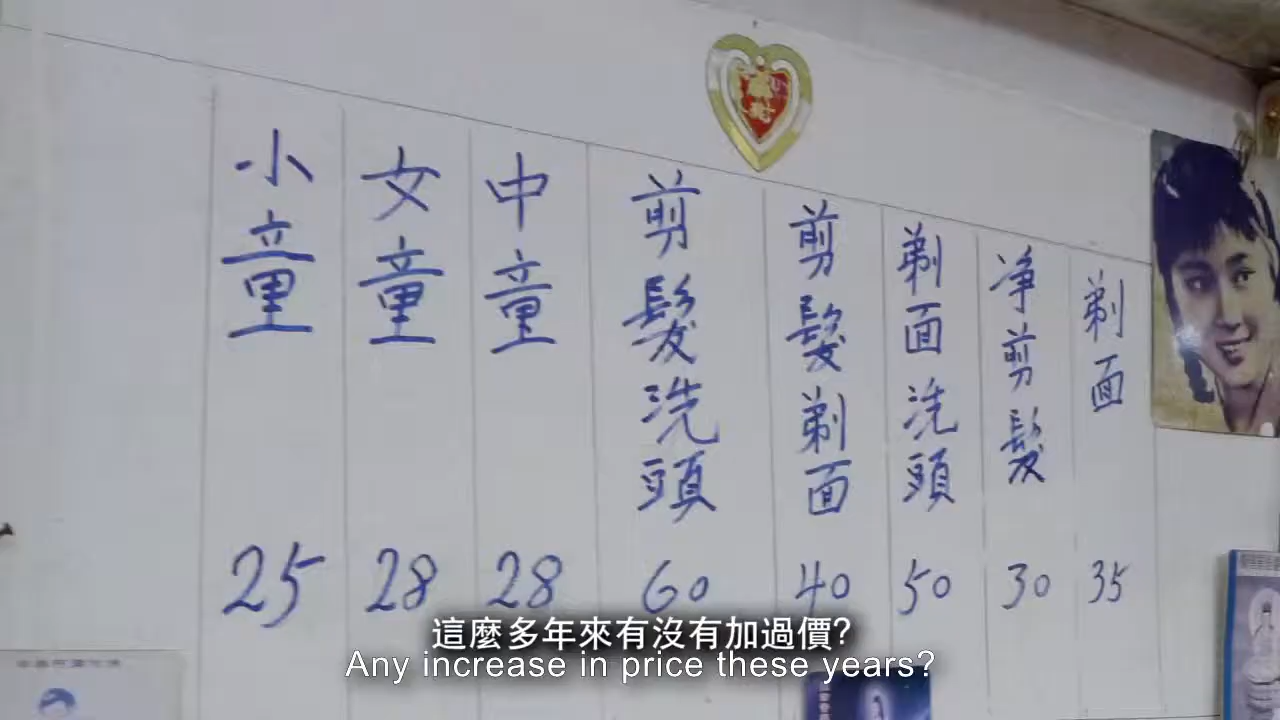 小童 25
女童 28
中童 28
剪髮洗頭 60
剪髮剃面 40
剃面洗頭 50
净剪髮 30
剃面 35
這麼多年來有沒有加過價?
Any increase in price these years?